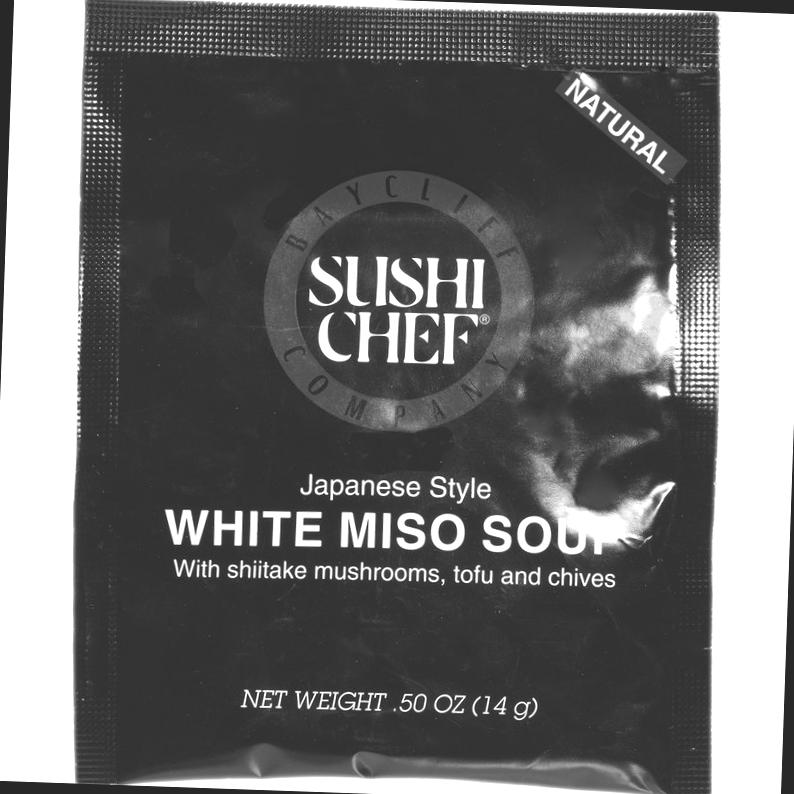 NATURAL
BAYCLIFF
SUSHI
CHEF®
COMPANY
Japanese Style
WHITE MISO SOUP
With shiitake mushrooms, tofu and chives
NET WEIGHT .50 OZ (14 g)